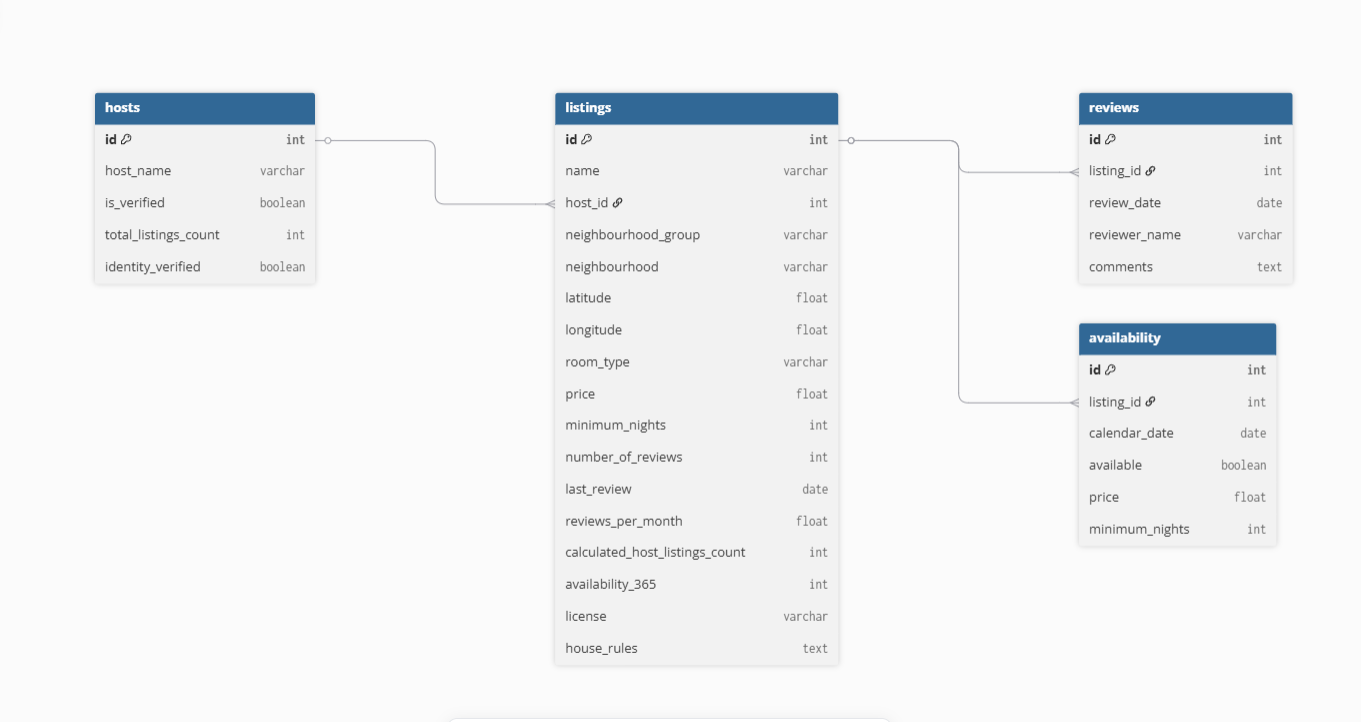 hosts
id int
host_name varchar
is_verified boolean
total_listings_count int
identity_verified boolean
listings
id int
name varchar
host_id int
neighbourhood_group varchar
neighbourhood varchar
latitude float
longitude float
room_type varchar
price float
minimum_nights int
number_of_reviews int
last_review date
reviews_per_month float
calculated_host_listings_count int
availability_365 int
license varchar
house_rules text
reviews
id int
listing_id int
review_date date
reviewer_name varchar
comments text
availability
id int
listing_id int
calendar_date date
available boolean
price float
minimum_nights int